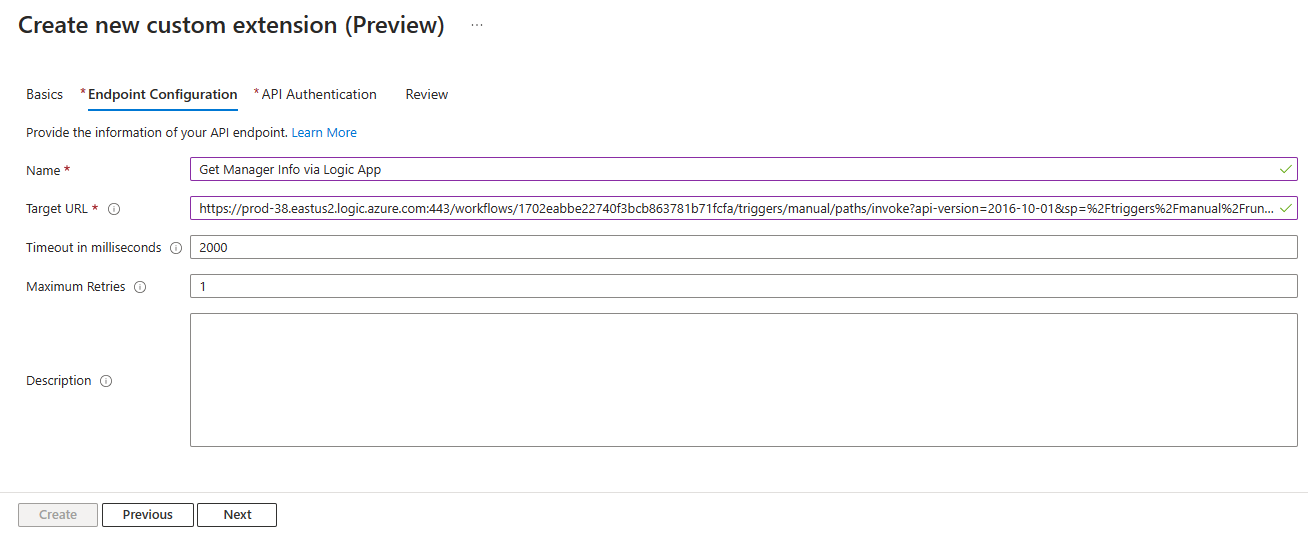 Create new custom extension (Preview) ...
Basics * Endpoint Configuration * API Authentication Review
Provide the information of your API endpoint. Learn More
Name * Get Manager Info via Logic App
Target URL * https://prod-38.eastus2.logic.azure.com:443/workflows/1702eabbe22740f3bcb863781b71fcfa/triggers/manual/paths/invoke?api-version=2016-10-01&sp=%2Ftriggers%2Fmanual%2Frun...
Timeout in milliseconds 2000
Maximum Retries 1
Description
Create Previous Next